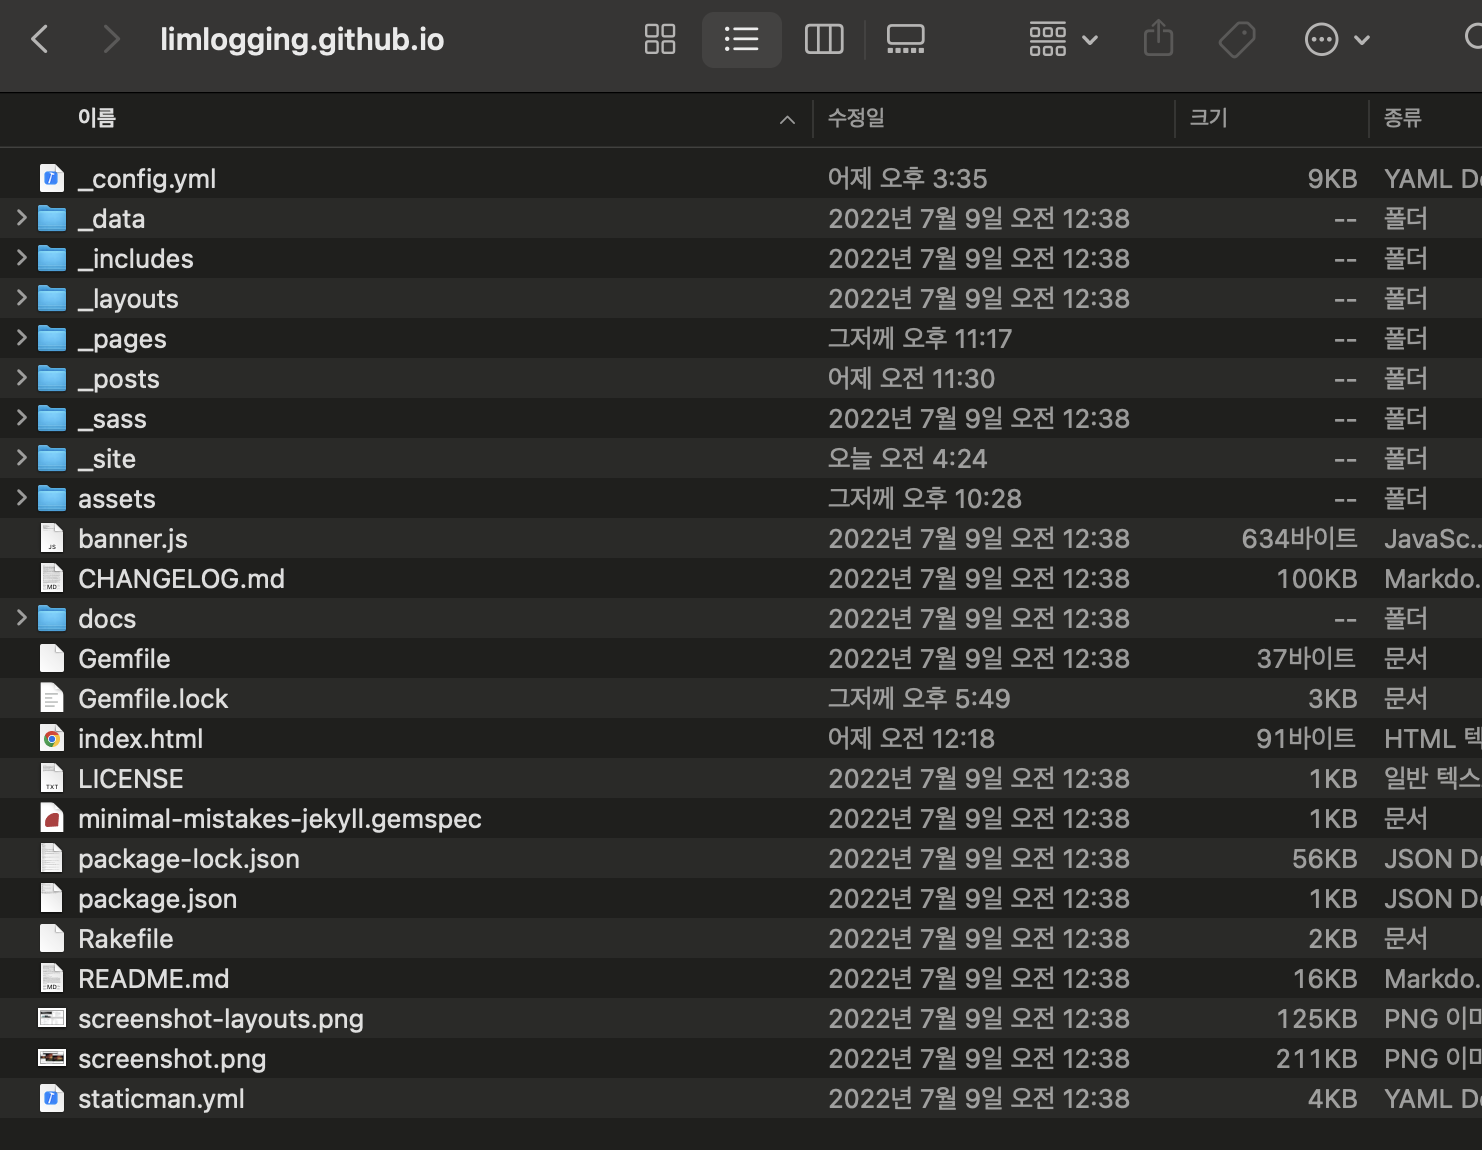 limlogging.github.io
이름 수정일 크기 종류
_config.yml 어제 오후 3:35 9KB YAML Do
_data 2022년 7월 9일 오전 12:38 -- 폴더
_includes 2022년 7월 9일 오전 12:38 -- 폴더
_layouts 2022년 7월 9일 오전 12:38 -- 폴더
_pages 그저께 오후 11:17 -- 폴더
_posts 어제 오전 11:30 -- 폴더
_sass 2022년 7월 9일 오전 12:38 -- 폴더
_site 오늘 오전 4:24 -- 폴더
assets 그저께 오후 10:28 -- 폴더
banner.js 2022년 7월 9일 오전 12:38 634바이트 JavaSc...
CHANGELOG.md 2022년 7월 9일 오전 12:38 100KB Markdo...
docs 2022년 7월 9일 오전 12:38 -- 폴더
Gemfile 2022년 7월 9일 오전 12:38 37바이트 문서
Gemfile.lock 그저께 오후 5:49 3KB 문서
index.html 어제 오전 12:18 91바이트 HTML 텍
LICENSE 2022년 7월 9일 오전 12:38 1KB 일반 텍스
minimal-mistakes-jekyll.gemspec 2022년 7월 9일 오전 12:38 1KB 문서
package-lock.json 2022년 7월 9일 오전 12:38 56KB JSON Do
package.json 2022년 7월 9일 오전 12:38 1KB JSON Do
Rakefile 2022년 7월 9일 오전 12:38 2KB 문서
README.md 2022년 7월 9일 오전 12:38 16KB Markdo...
screenshot-layouts.png 2022년 7월 9일 오전 12:38 125KB PNG 이미
screenshot.png 2022년 7월 9일 오전 12:38 211KB PNG 이미
staticman.yml 2022년 7월 9일 오전 12:38 4KB YAML Do